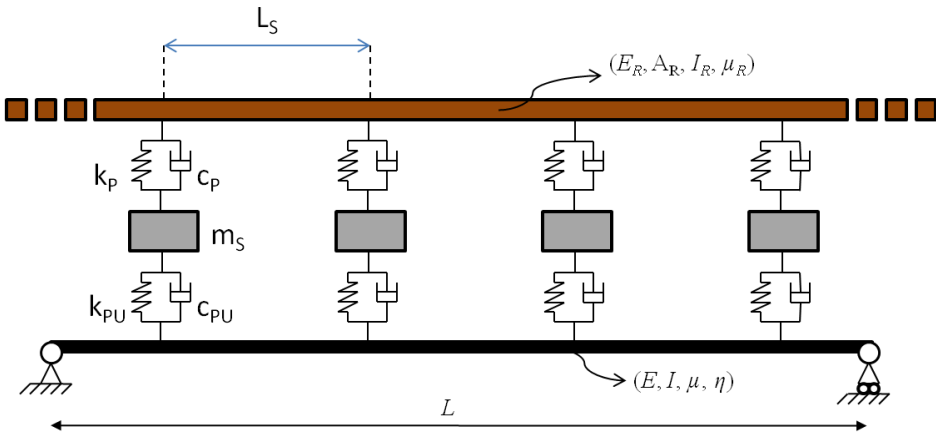 L_S
(E_R, A_R, I_R, μ_R)
k_P c_P
m_S
k_PU c_PU
(E, I, μ, η)
L